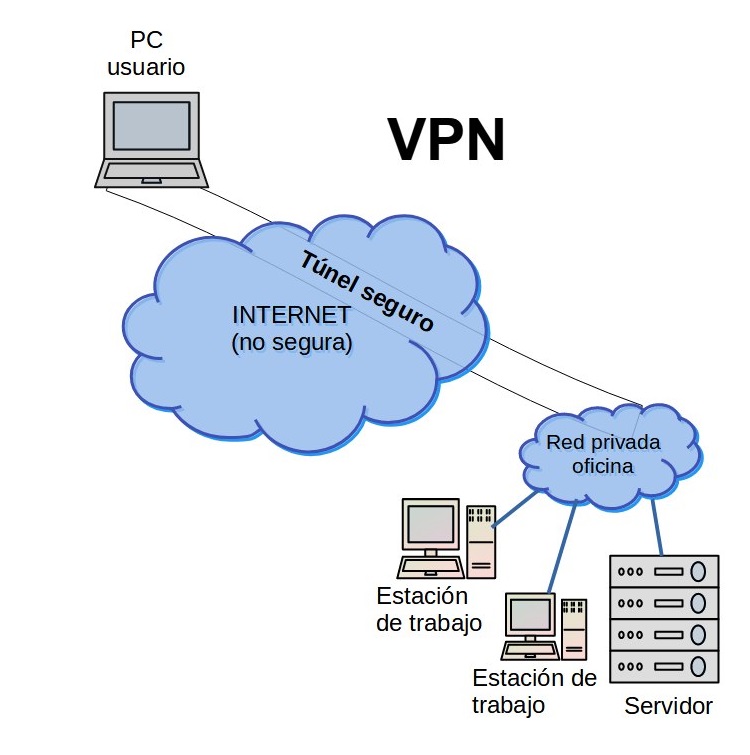 PC
usuario
VPN
Túnel seguro
INTERNET
(no segura)
Red privada
oficina
Estación
de trabajo
Estación de
trabajo
Servidor